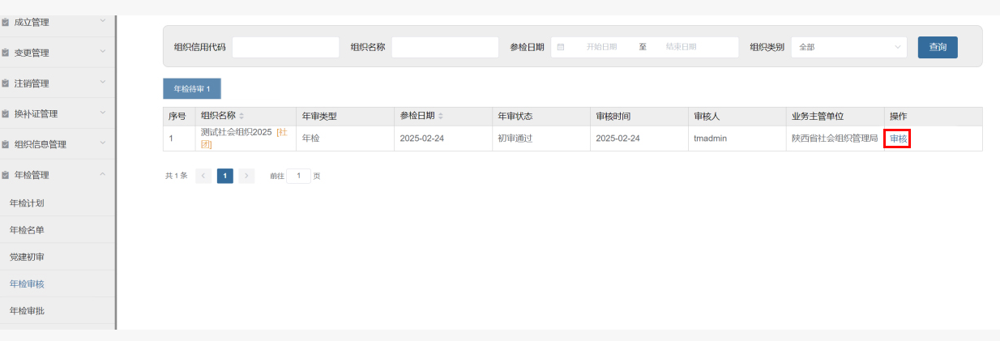 成立管理
变更管理
注销管理
换补证管理
组织信息管理
年检管理
年检计划
年检名单
党建初审
年检审核
年检审批
组织信用代码 组织名称 参检日期 开始日期 至 结束日期 组织类别 全部 查询
年检待审 1
序号 组织名称 年审类型 参检日期 年审状态 审核时间 审核人 业务主管单位 操作
1 测试社会组织2025 [社团] 年检 2025-02-24 初审通过 2025-02-24 tmadmin 陕西省社会组织管理局 审核
共 1 条 1 前往 1 页